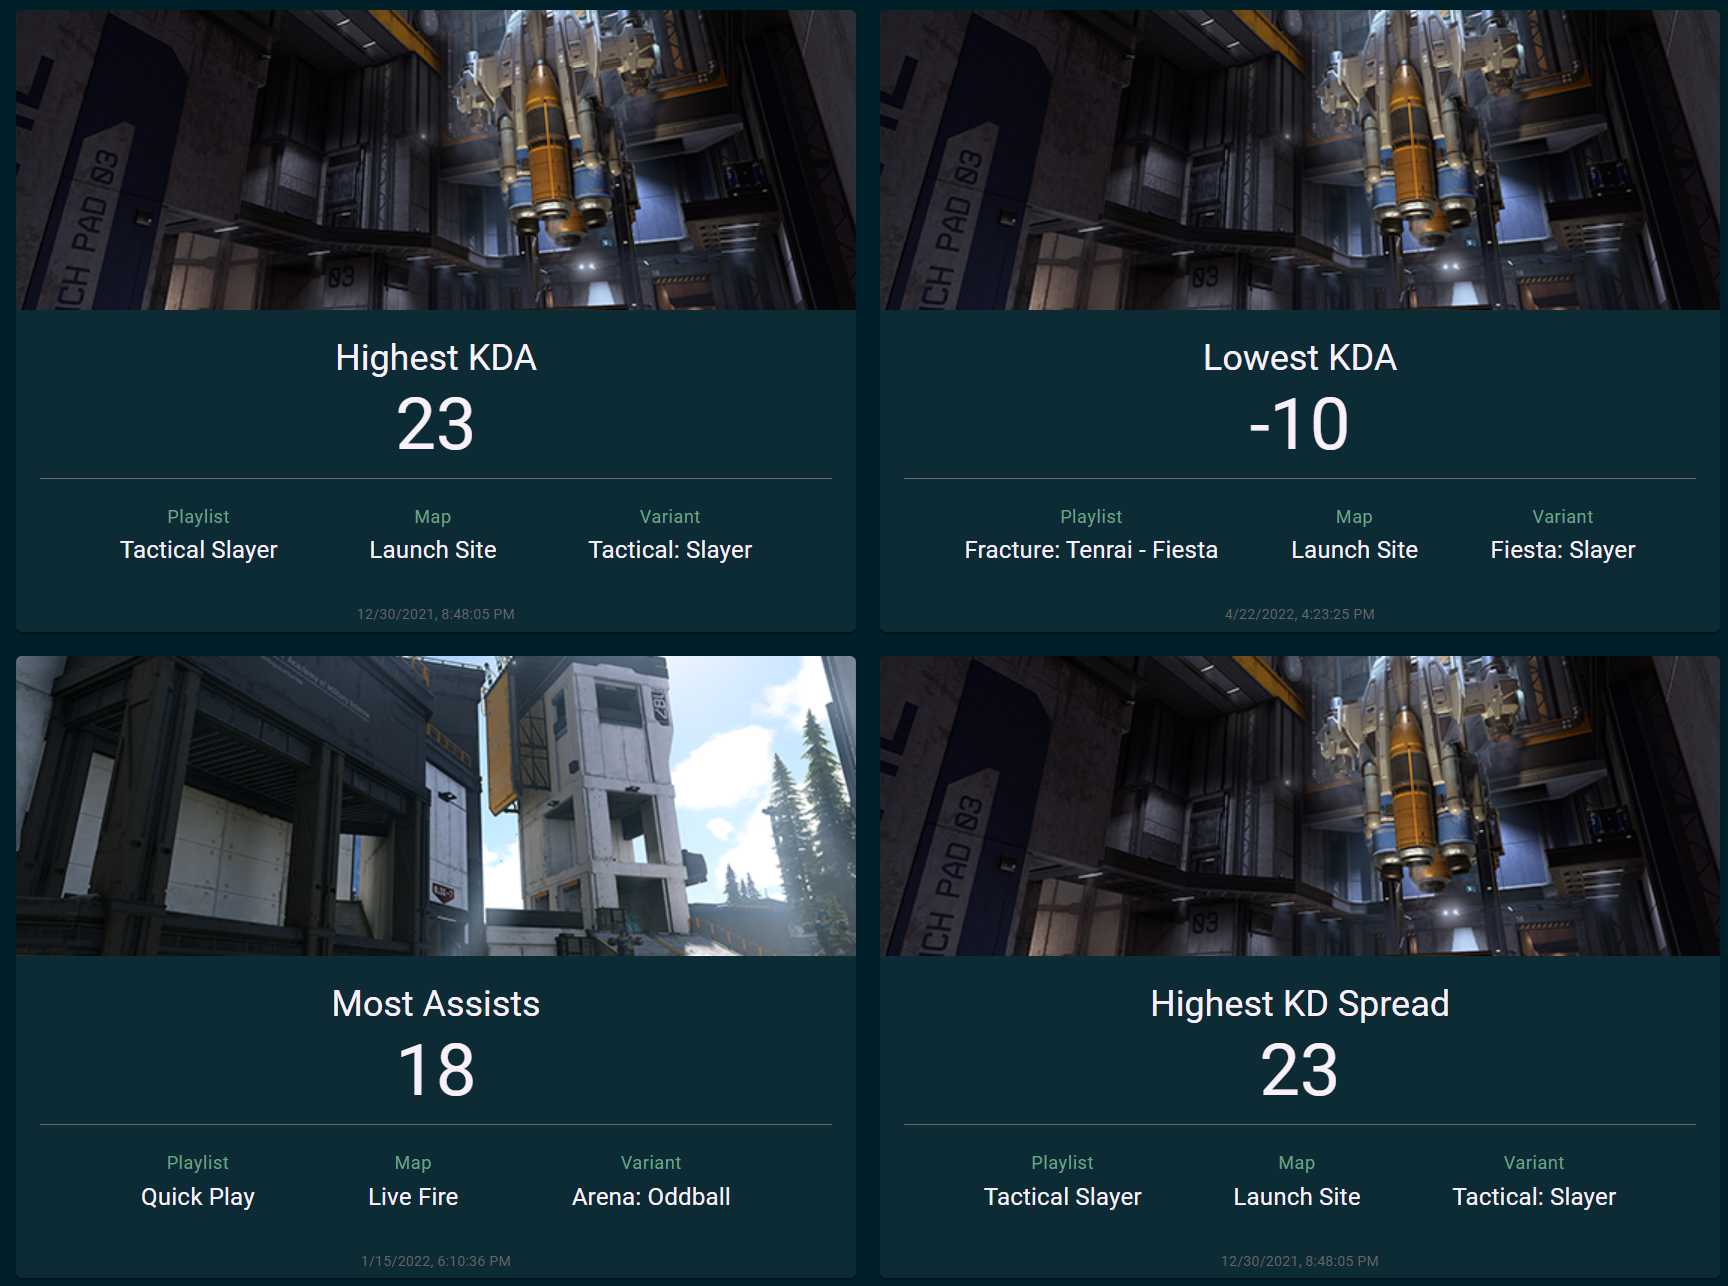 CH PAD 03
03
Highest KDA
23
Playlist
Map
Variant
Tactical Slayer
Launch Site
Tactical: Slayer
12/30/2021, 8:48:05 PM
CH PAD 03
03
Lowest KDA
-10
Playlist
Map
Variant
Fracture: Tenrai - Fiesta
Launch Site
Fiesta: Slayer
4/22/2022, 4:23:25 PM
Most Assists
18
Playlist
Map
Variant
Quick Play
Live Fire
Arena: Oddball
1/15/2022, 6:10:36 PM
CH PAD 03
03
Highest KD Spread
23
Playlist
Map
Variant
Tactical Slayer
Launch Site
Tactical: Slayer
12/30/2021, 8:48:05 PM